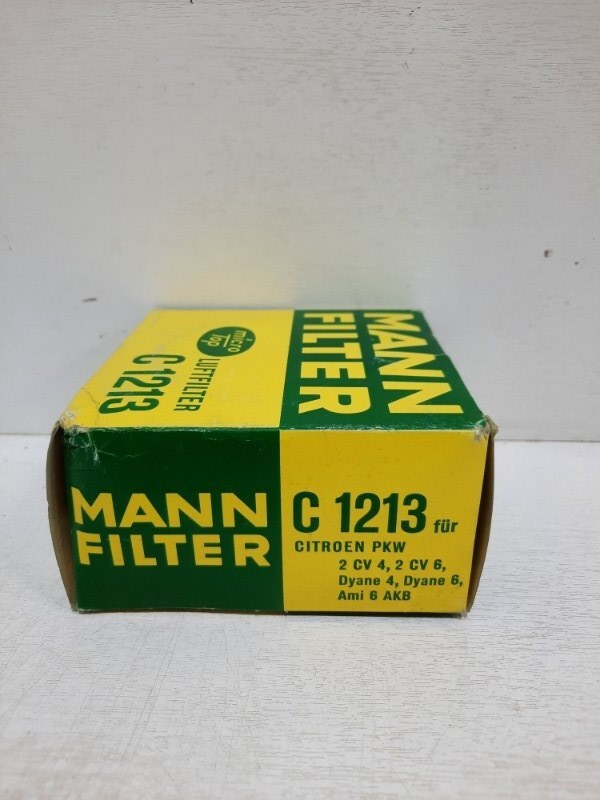 MANN
FILTER
micro
Top
LUFTFILTER
C 1213
MANN
FILTER
C 1213 für
CITROEN PKW
2 CV 4, 2 CV 6,
Dyane 4, Dyane 6,
Ami 6 AKB